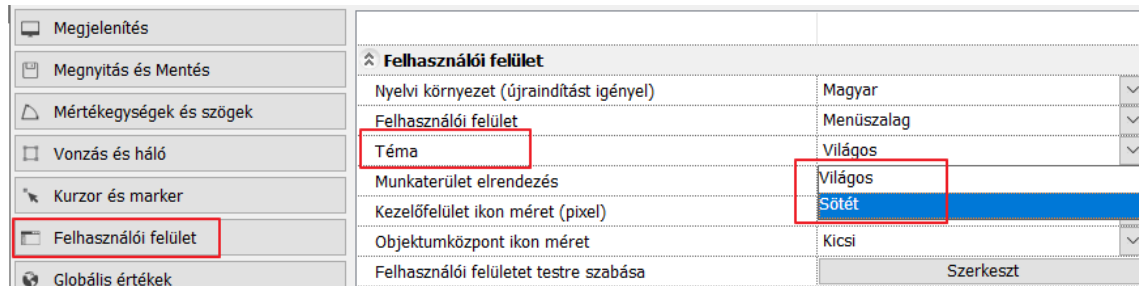 Megjelenítés
Megnyitás és Mentés
Mértékegységek és szögek
Vonzás és háló
Kurzor és marker
Felhasználói felület
Globális értékek
Felhasználói felület
Nyelvi környezet (újraindítást igényel) Magyar
Felhasználói felület Menüszalag
Téma Világos
Világos
Munkaterület elrendezés
Sötét
Kezelőfelület ikon méret (pixel)
Objektumközpont ikon méret Kicsi
Felhasználói felületet testre szabása Szerkeszt